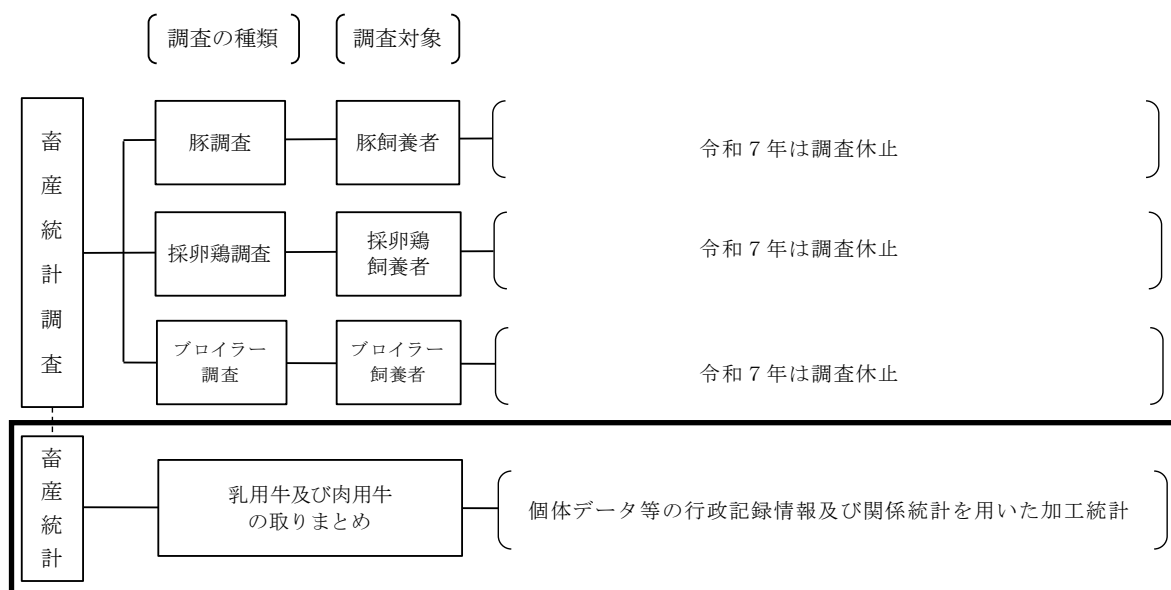 調査の種類
調査対象
畜産統計調査
豚調査
豚飼養者
令和7年は調査休止
採卵鶏調査
採卵鶏
飼養者
令和7年は調査休止
ブロイラー
調査
ブロイラー
飼養者
令和7年は調査休止
畜産統計
乳用牛及び肉用牛
の取りまとめ
個体データ等の行政記録情報及び関係統計を用いた加工統計